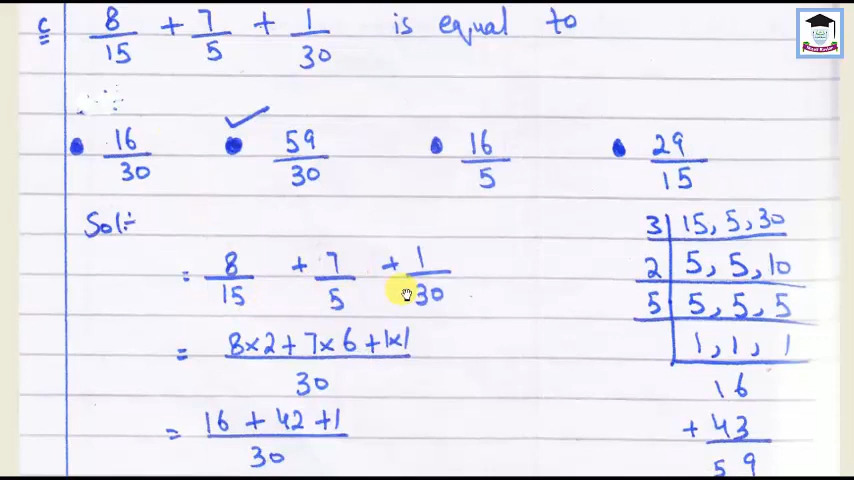 c 8/15 + 7/5 + 1/30 is equal to
• 16/30 ✓ • 59/30 • 16/5 • 29/15
Sol:-
= 8/15 + 7/5 + 1/30
= 8×2+7×6+1×1/30
= 16 + 42 +1/30
3 | 15, 5, 30
2 | 5, 5, 10
5 | 5, 5, 5
1, 1, 1
16
+ 43
59